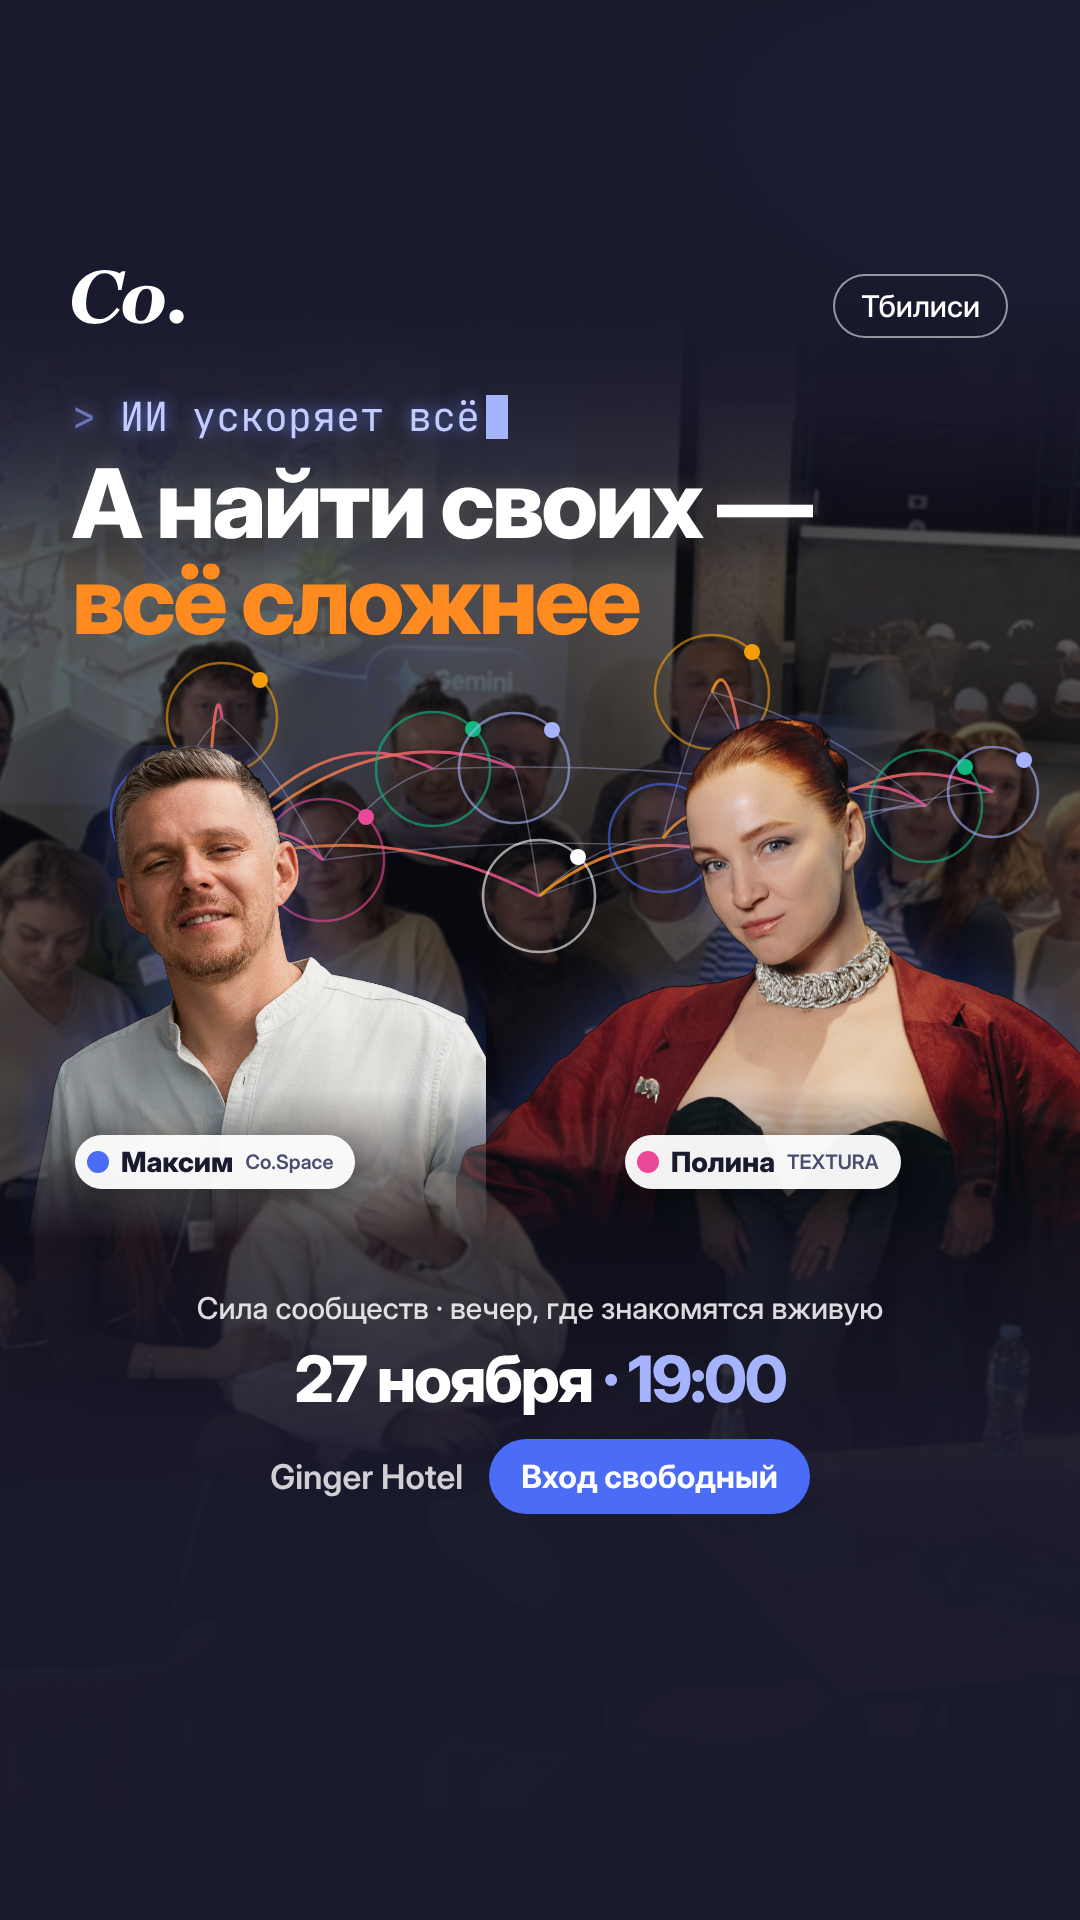 Co.
Тбилиси
> ИИ ускоряет всё
А найти своих —
всё сложнее
Gemini
Максим Co.Space
Полина TEXTURA
Сила сообществ · вечер, где знакомятся вживую
27 ноября · 19:00
Ginger Hotel
Вход свободный